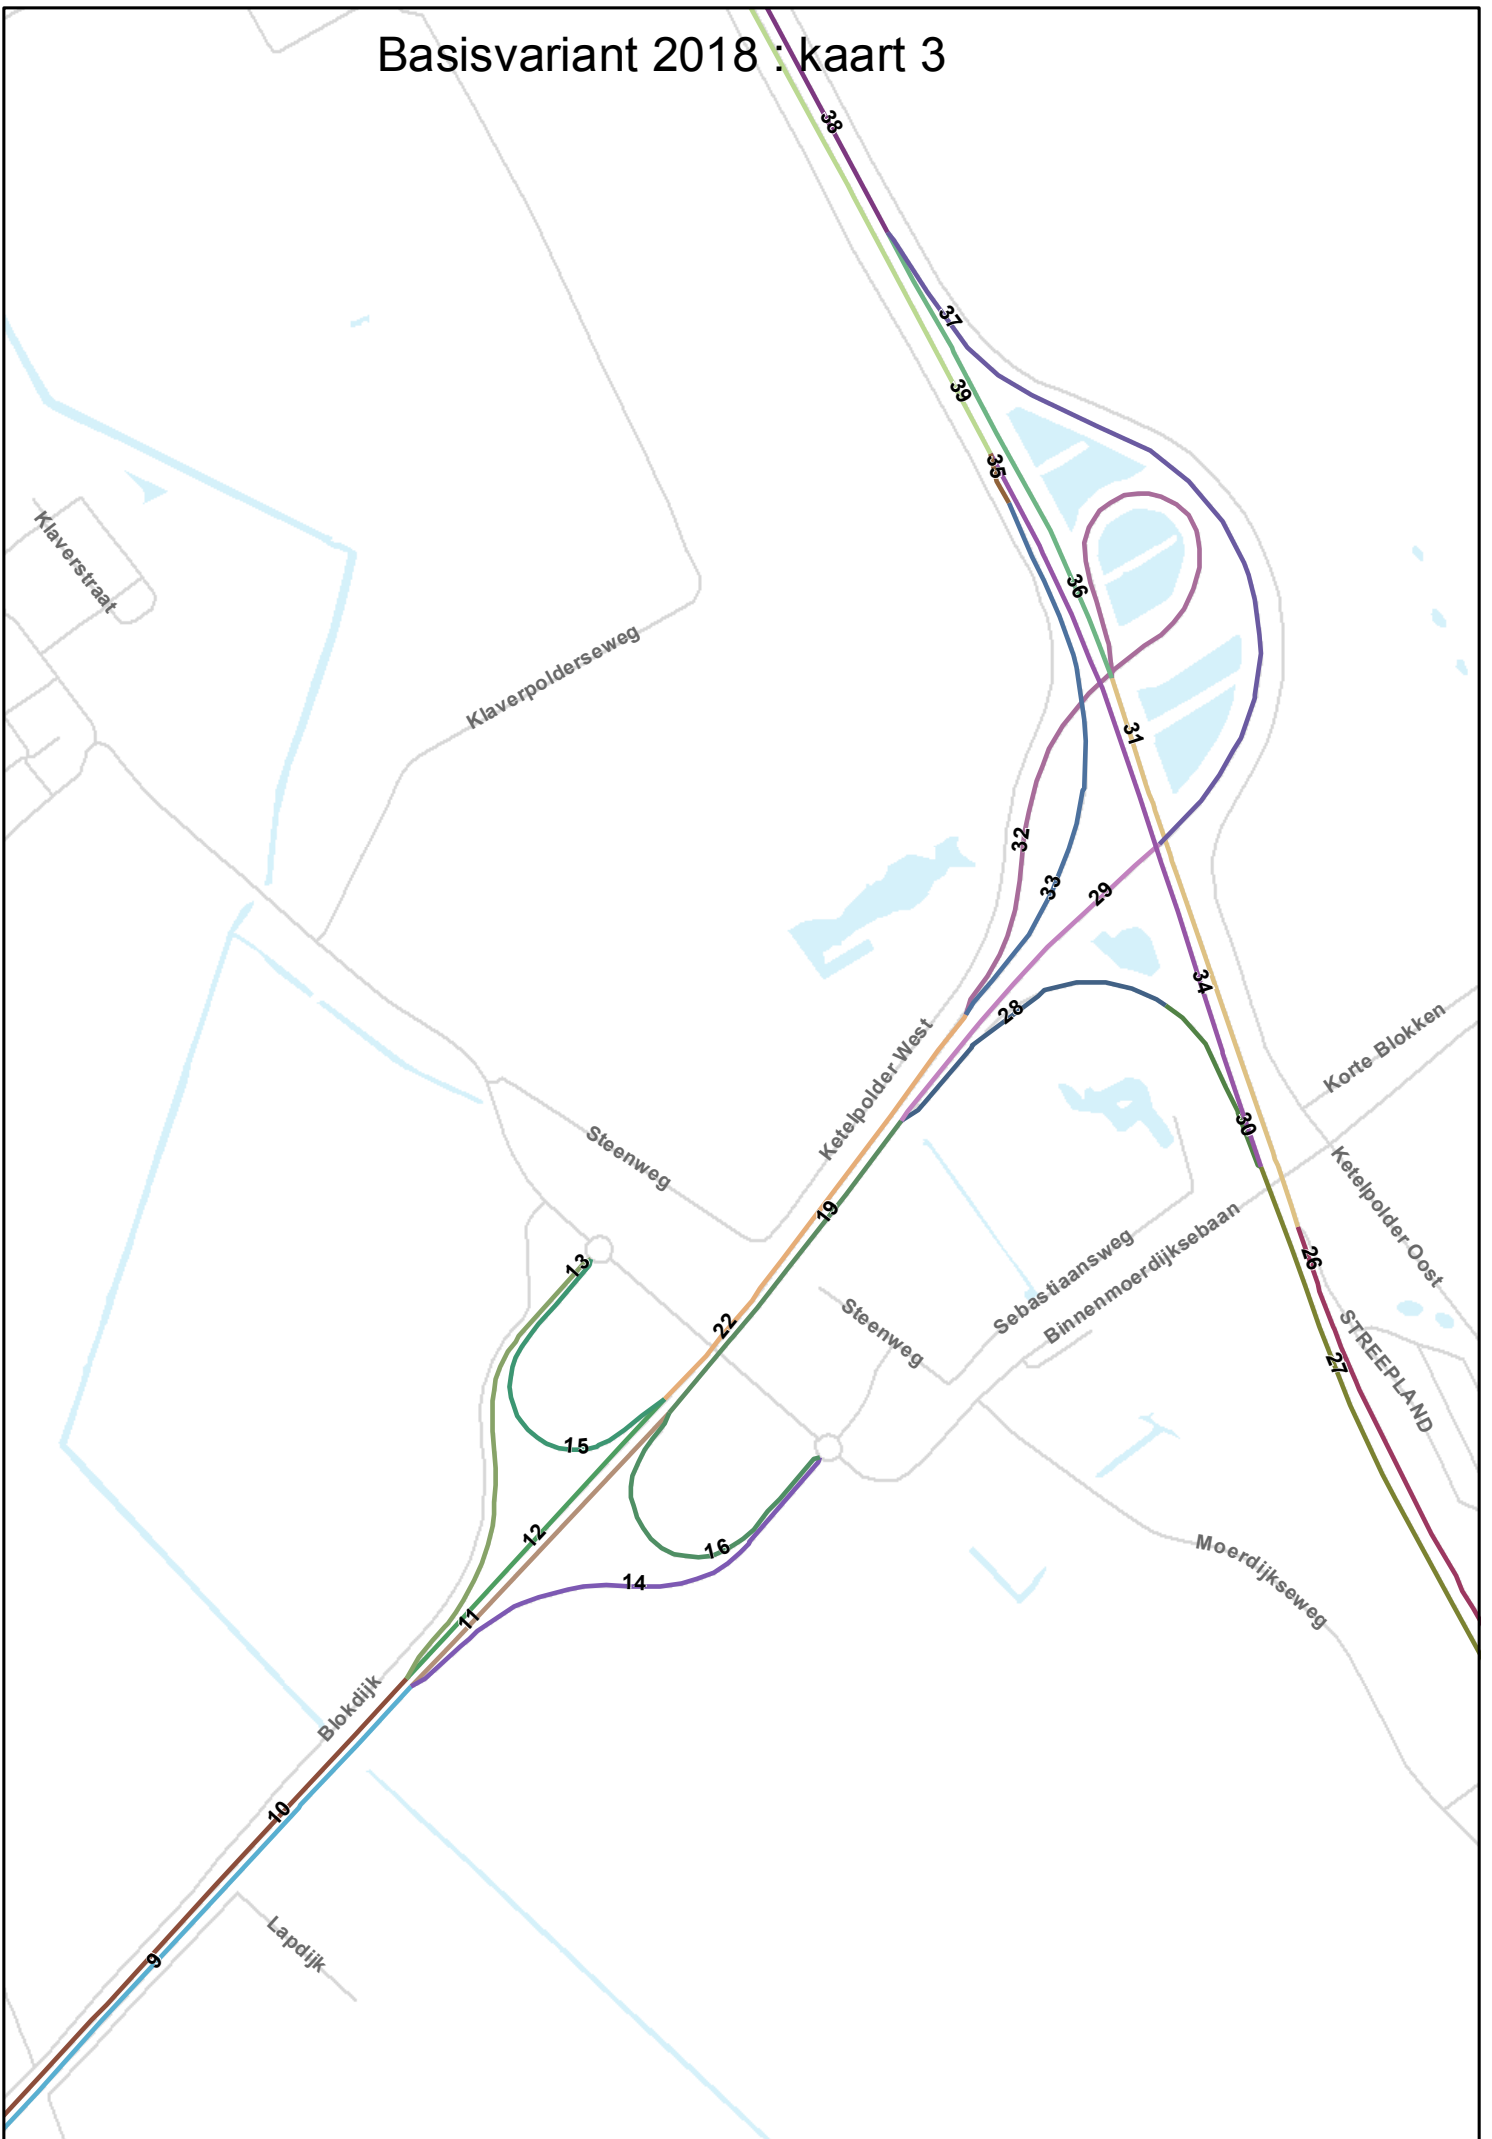 Basisvariant 2018 : kaart 3
38
37
39
35
Klaverstraat
36
Klaverpolderseweg
31
32
33
29
34
28
Korte Blokken
Ketelpolder West
30
Steenweg
Ketelpolder Oost
19
Sebastiaansweg
Binnenmoerdijksebaan
13
26
22
Steenweg
STREEPLAND
27
15
12
16
Moerdijkseweg
14
11
Blokdijk
10
Lapdijk
9